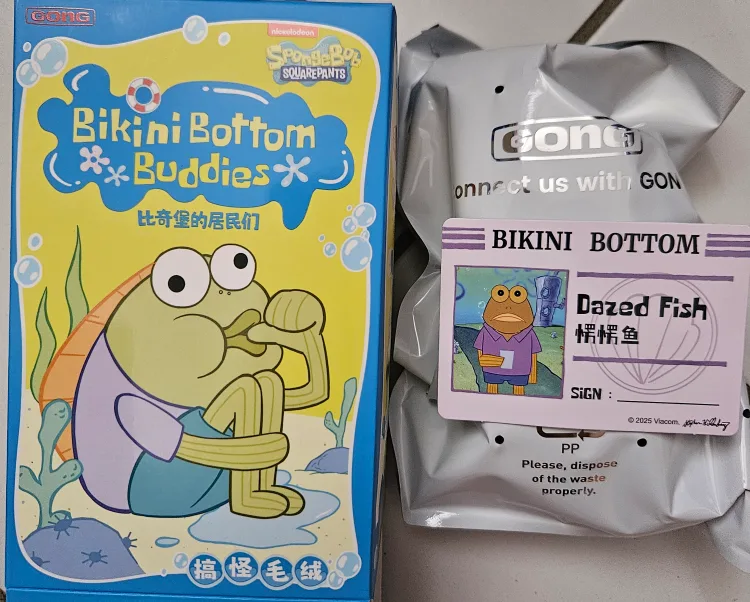 GONG
nickelodeon
SpongeBob
SQUAREPANTS
Bikini Bottom
Buddies
比奇堡的居民们
搞怪毛绒
GONG
onnect us with GON
BIKINI BOTTOM
Dazed Fish
愣愣鱼
SiGN :
© 2025 Viacom.
PP
Please, dispose
of the waste
properly.